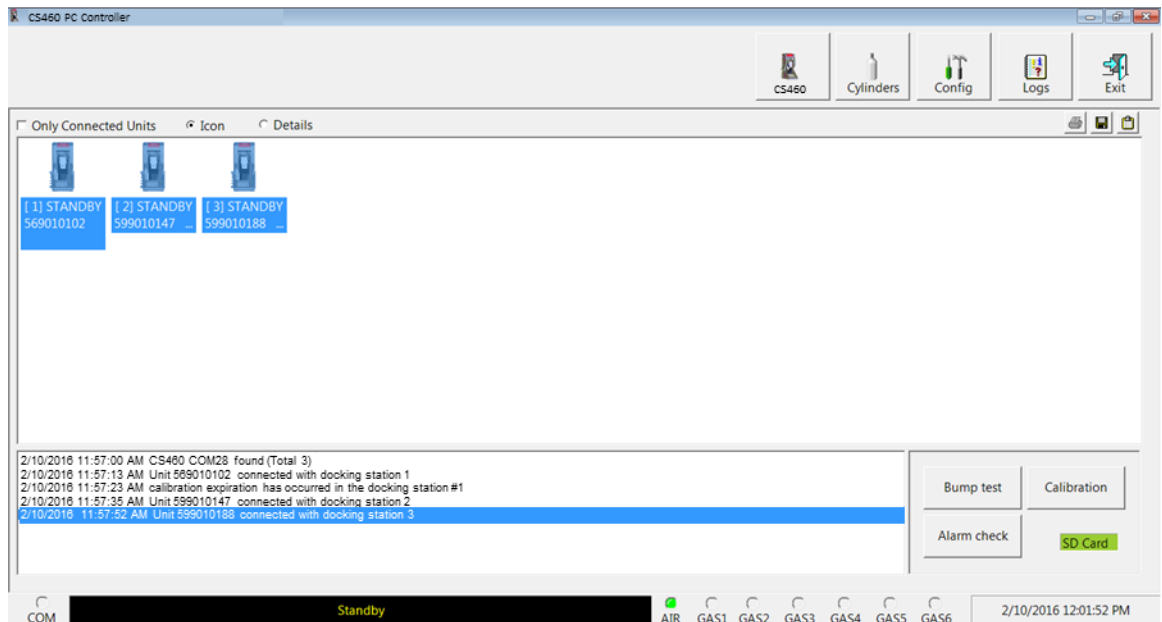 CS460 PC Controller
CS460
Cylinders
Config
Logs
Exit
Only Connected Units
Icon
Details
[ 1] STANDBY
569010102
[ 2] STANDBY
599010147 ...
[ 3] STANDBY
599010188 ...
2/10/2016 11:57:00 AM CS460 COM28 found (Total 3)
2/10/2016 11:57:13 AM Unit 569010102 connected with docking station 1
2/10/2016 11:57:23 AM calibration expiration has occurred in the docking station #1
2/10/2016 11:57:35 AM Unit 599010147 connected with docking station 2
2/10/2016 11:57:52 AM Unit 599010188 connected with docking station 3
Bump test
Calibration
Alarm check
SD Card
COM
Standby
AIR GAS1 GAS2 GAS3 GAS4 GAS5 GAS6
2/10/2016 12:01:52 PM